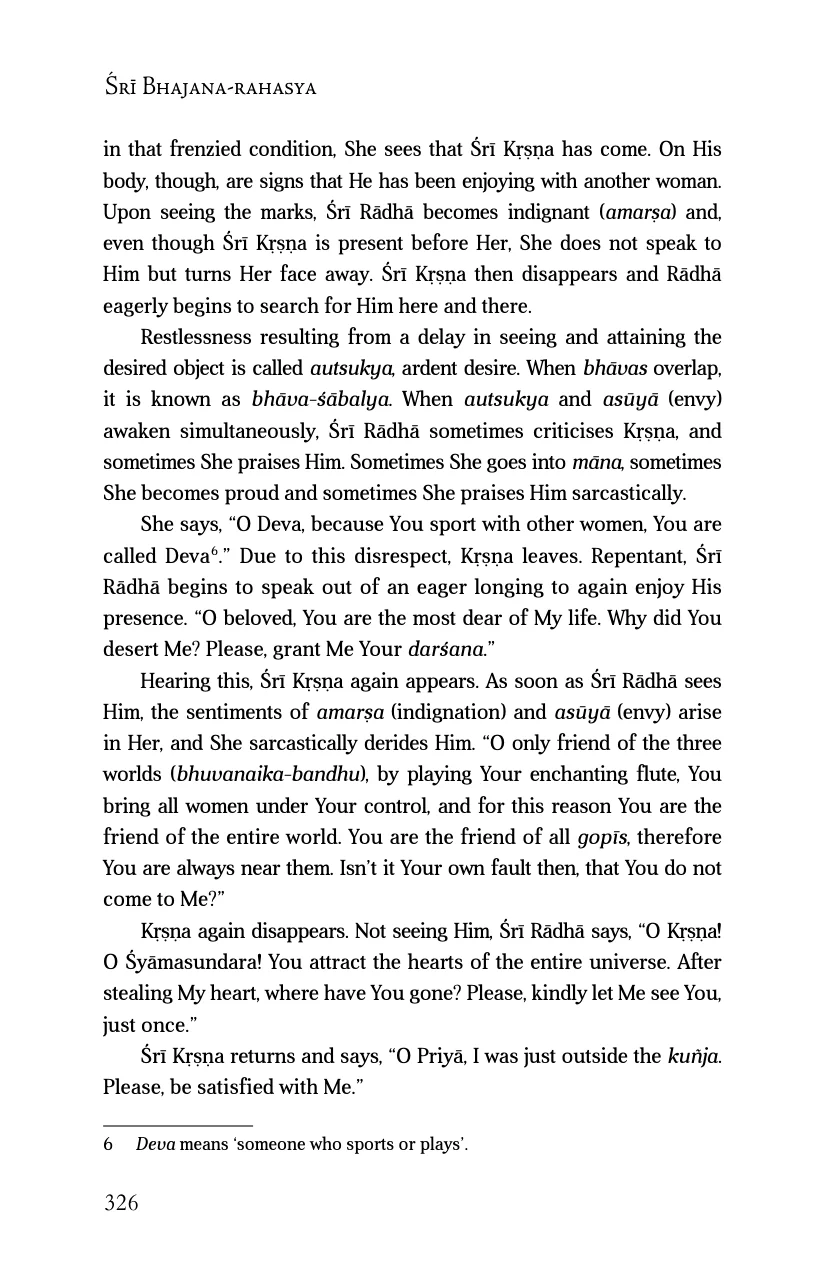 Śrī Bhajana-rahasya
in that frenzied condition, She sees that Śrī Kṛṣṇa has come. On His
body, though, are signs that He has been enjoying with another woman.
Upon seeing the marks, Śrī Rādhā becomes indignant (amarṣa) and,
even though Śrī Kṛṣṇa is present before Her, She does not speak to
Him but turns Her face away. Śrī Kṛṣṇa then disappears and Rādhā
eagerly begins to search for Him here and there.
Restlessness resulting from a delay in seeing and attaining the
desired object is called autsukya, ardent desire. When bhāvas overlap,
it is known as bhāva-śābalya. When autsukya and asūyā (envy)
awaken simultaneously, Śrī Rādhā sometimes criticises Kṛṣṇa, and
sometimes She praises Him. Sometimes She goes into māna, sometimes
She becomes proud and sometimes She praises Him sarcastically.
She says, “O Deva, because You sport with other women, You are
called Deva⁶.” Due to this disrespect, Kṛṣṇa leaves. Repentant, Śrī
Rādhā begins to speak out of an eager longing to again enjoy His
presence. “O beloved, You are the most dear of My life. Why did You
desert Me? Please, grant Me Your darśana.”
Hearing this, Śrī Kṛṣṇa again appears. As soon as Śrī Rādhā sees
Him, the sentiments of amarṣa (indignation) and asūyā (envy) arise
in Her, and She sarcastically derides Him. “O only friend of the three
worlds (bhuvanaika-bandhu), by playing Your enchanting flute, You
bring all women under Your control, and for this reason You are the
friend of the entire world. You are the friend of all gopīs, therefore
You are always near them. Isn’t it Your own fault then, that You do not
come to Me?”
Kṛṣṇa again disappears. Not seeing Him, Śrī Rādhā says, “O Kṛṣṇa!
O Śyāmasundara! You attract the hearts of the entire universe. After
stealing My heart, where have You gone? Please, kindly let Me see You,
just once.”
Śrī Kṛṣṇa returns and says, “O Priyā, I was just outside the kuñja.
Please, be satisfied with Me.”
6 Deva means ‘someone who sports or plays’.
326